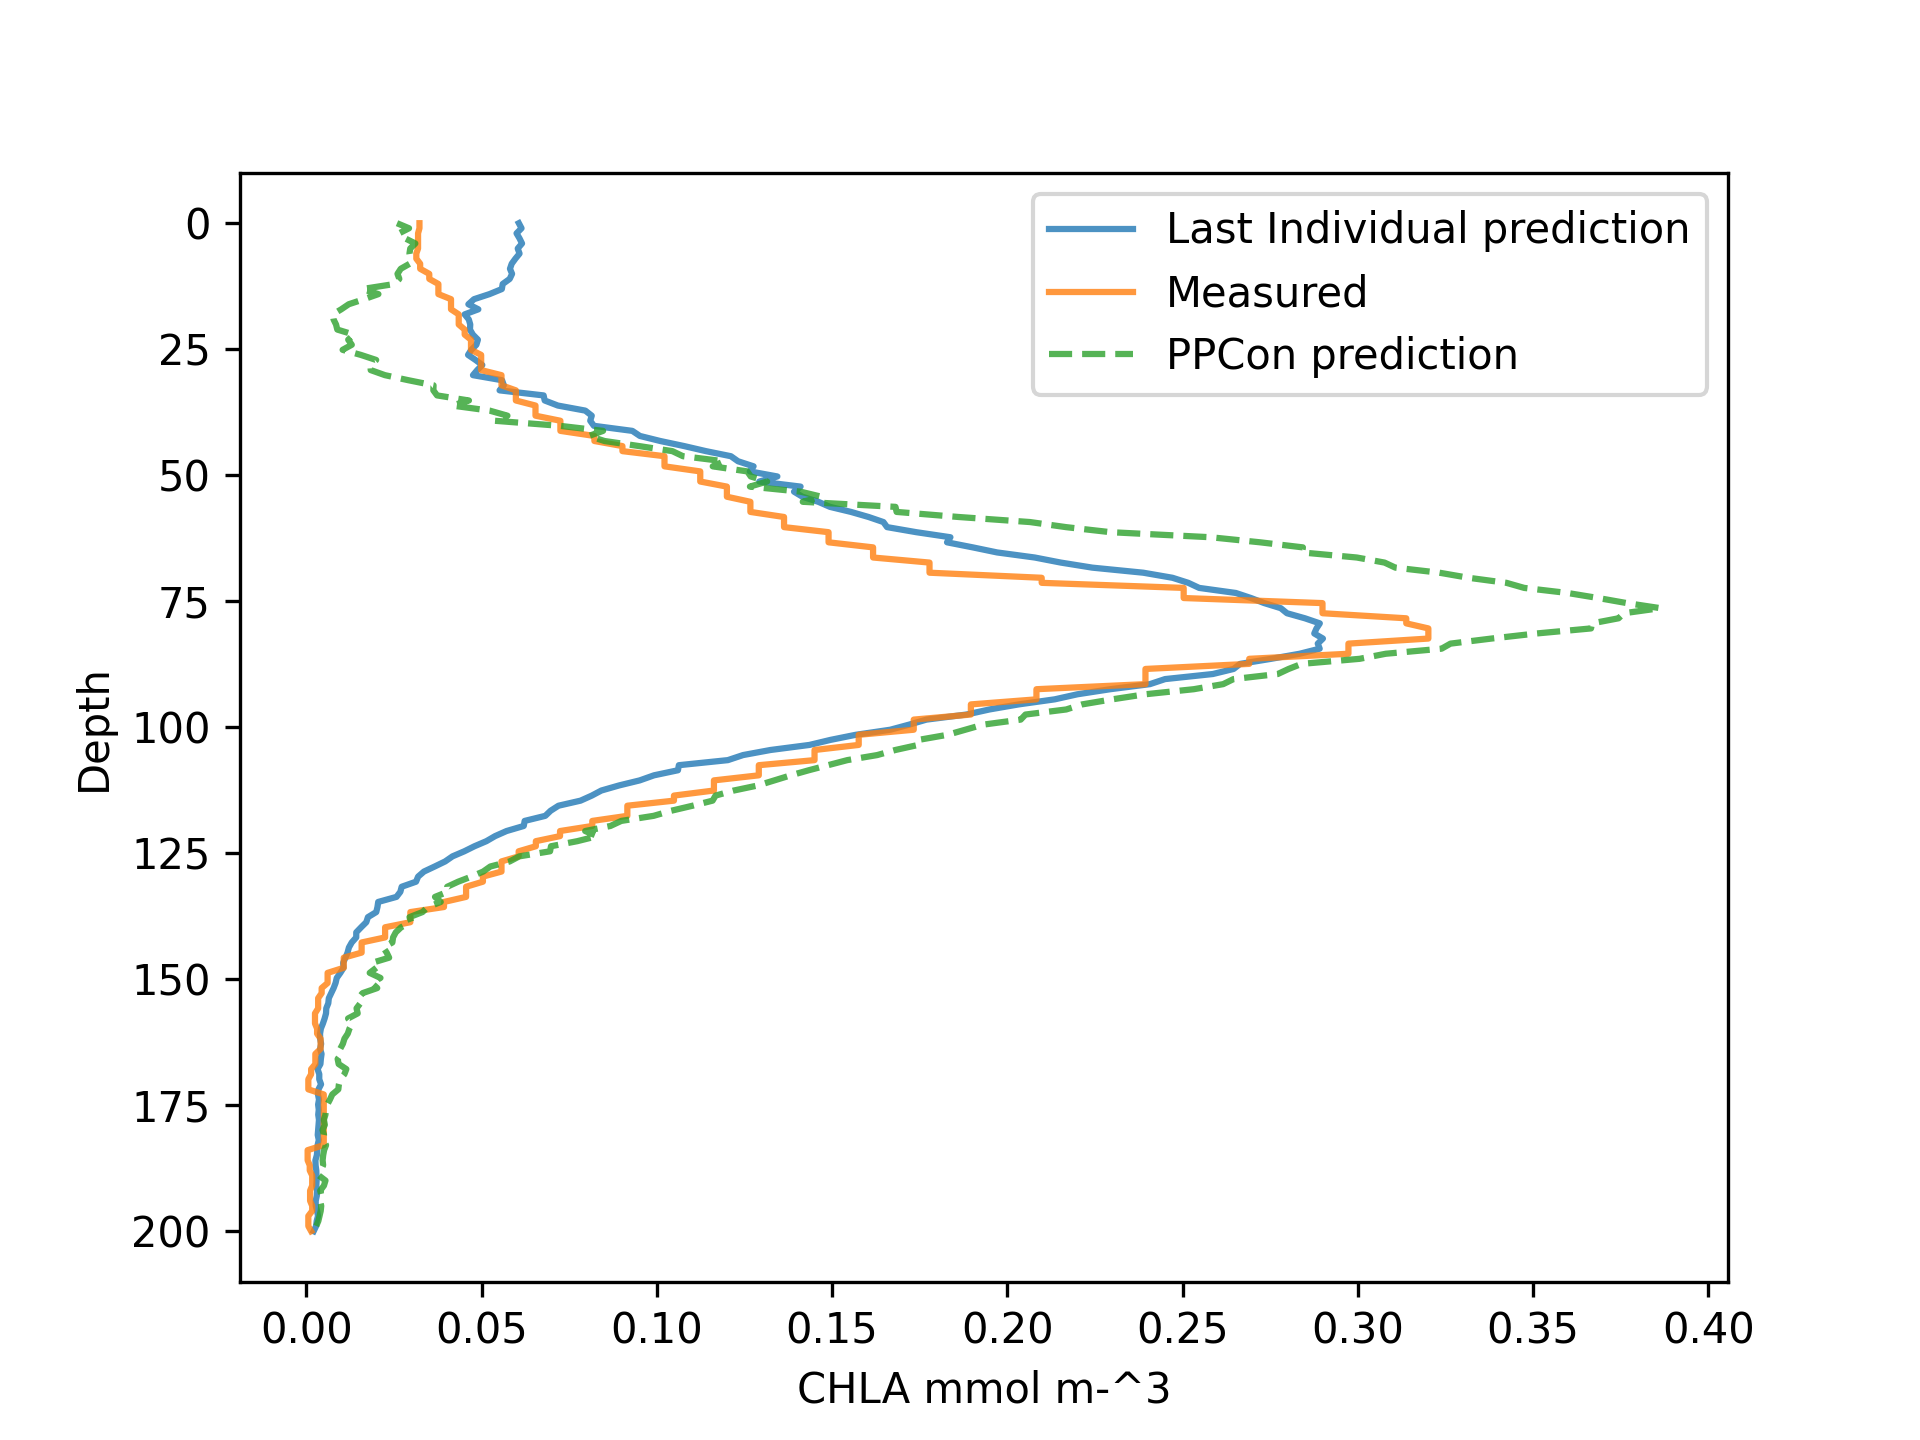 Last Individual prediction
Measured
PPCon prediction
0
25
50
75
100
125
150
175
200
Depth
0.00 0.05 0.10 0.15 0.20 0.25 0.30 0.35 0.40
CHLA mmol m-^3